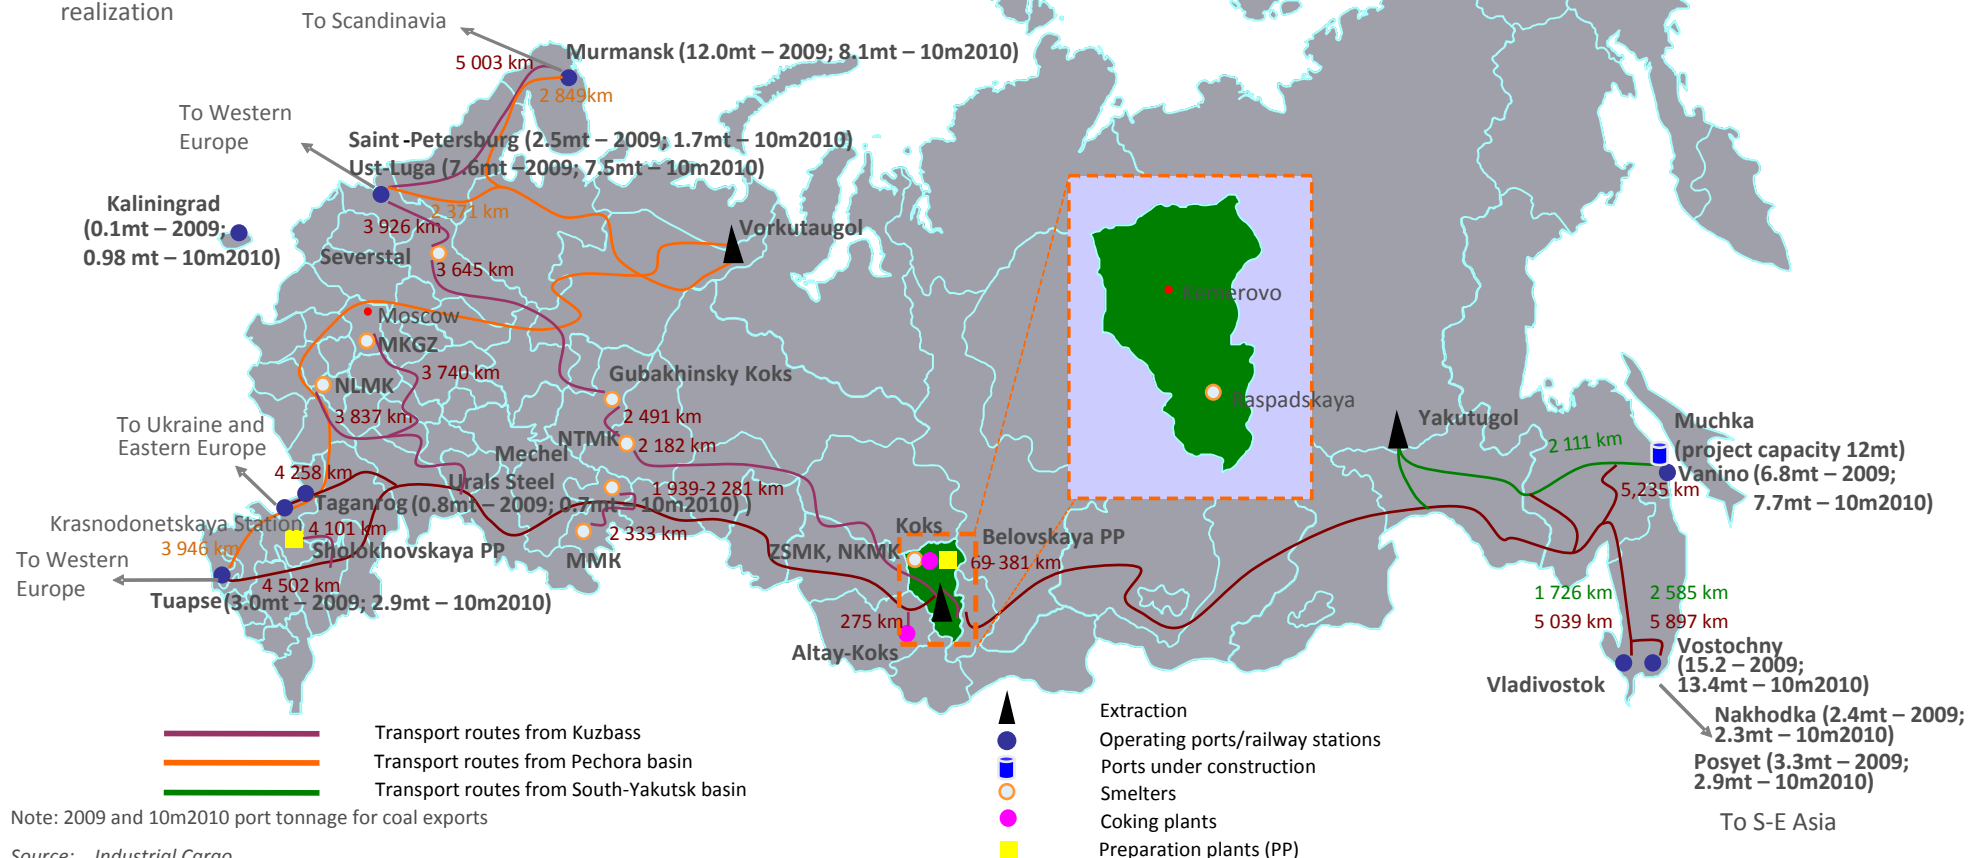 realization
To Scandinavia
5 003 km
Murmansk (12.0mt – 2009; 8.1mt – 10m2010)
2 849km
To Western
Europe
Saint -Petersburg (2.5mt – 2009; 1.7mt – 10m2010)
Ust-Luga (7.6mt –2009; 7.5mt – 10m2010)
Kaliningrad
(0.1mt – 2009;
0.98 mt – 10m2010)
2 371 km
3 926 km
Severstal
3 645 km
Vorkutaugol
Moscow
MKGZ
3 740 km
NLMK
3 837 km
Gubakhinsky Koks
2 491 km
NTMK
2 182 km
Mechel
Urals Steel
1 939-2 281 km
2 333 km
MMK
To Ukraine and
Eastern Europe
4 258 km
Taganrog (0.8mt – 2009; 0.7mt – 10m2010) )
Krasnodonetskaya Station
4 101 km
3 946 km
Sholokhovskaya PP
To Western
Europe
4 502 km
Tuapse (3.0mt – 2009; 2.9mt – 10m2010)
Kemerovo
Raspadskaya
Koks
ZSMK, NKMK
Belovskaya PP
69-381 km
275 km
Altay-Koks
Yakutugol
2 111 km
Muchka
(project capacity 12mt)
Vanino (6.8mt – 2009;
7.7mt – 10m2010)
5,235 km
1 726 km
2 585 km
5 039 km
5 897 km
Vostochny
(15.2 – 2009;
13.4mt – 10m2010)
Vladivostok
Nakhodka (2.4mt – 2009;
2.3mt – 10m2010)
Posyet (3.3mt – 2009;
2.9mt – 10m2010)
To S-E Asia
Transport routes from Kuzbass
Transport routes from Pechora basin
Transport routes from South-Yakutsk basin
Extraction
Operating ports/railway stations
Ports under construction
Smelters
Coking plants
Preparation plants (PP)
Note: 2009 and 10m2010 port tonnage for coal exports
Source: Industrial Cargo